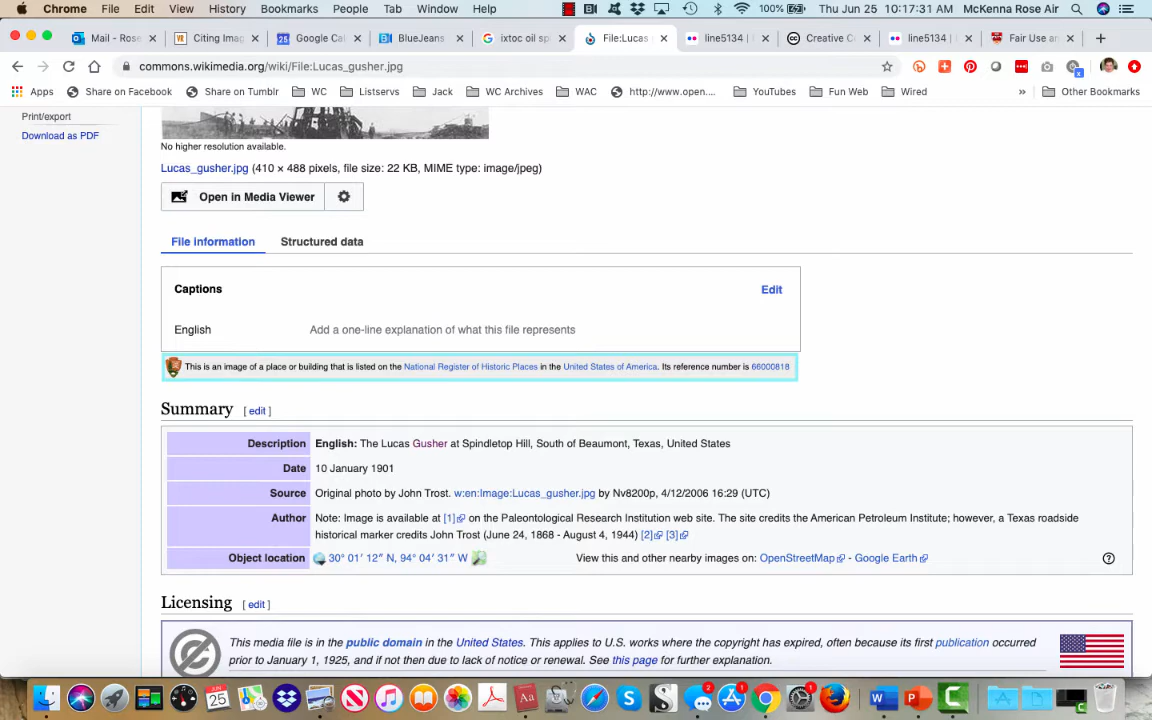 Chrome File Edit View History Bookmarks People Tab Window Help 100% Thu Jun 25 10:17:31 AM McKenna Rose Air
Mail - Rose Citing Imag Google Cal BlueJeans ixtoc oil sp File:Lucas line5134 | Creative C line5134 | Fair Use an
commons.wikimedia.org/wiki/File:Lucas_gusher.jpg
Apps Share on Facebook Share on Tumblr WC Listservs Jack WC Archives WAC http://www.open.... YouTubes Fun Web Wired » Other Bookmarks
Print/export
Download as PDF
No higher resolution available.
Lucas_gusher.jpg (410 × 488 pixels, file size: 22 KB, MIME type: image/jpeg)
Open in Media Viewer
File information Structured data
Captions Edit
English Add a one-line explanation of what this file represents
This is an image of a place or building that is listed on the National Register of Historic Places in the United States of America. Its reference number is 66000818
Summary [ edit ]
Description English: The Lucas Gusher at Spindletop Hill, South of Beaumont, Texas, United States
Date 10 January 1901
Source Original photo by John Trost. w:en:Image:Lucas_gusher.jpg by Nv8200p, 4/12/2006 16:29 (UTC)
Author Note: Image is available at [1] on the Paleontological Research Institution web site. The site credits the American Petroleum Institute; however, a Texas roadside
historical marker credits John Trost (June 24, 1868 - August 4, 1944) [2] [3]
Object location 30° 01′ 12″ N, 94° 04′ 31″ W View this and other nearby images on: OpenStreetMap - Google Earth
Licensing [ edit ]
This media file is in the public domain in the United States. This applies to U.S. works where the copyright has expired, often because its first publication occurred
prior to January 1, 1925, and if not then due to lack of notice or renewal. See this page for further explanation.